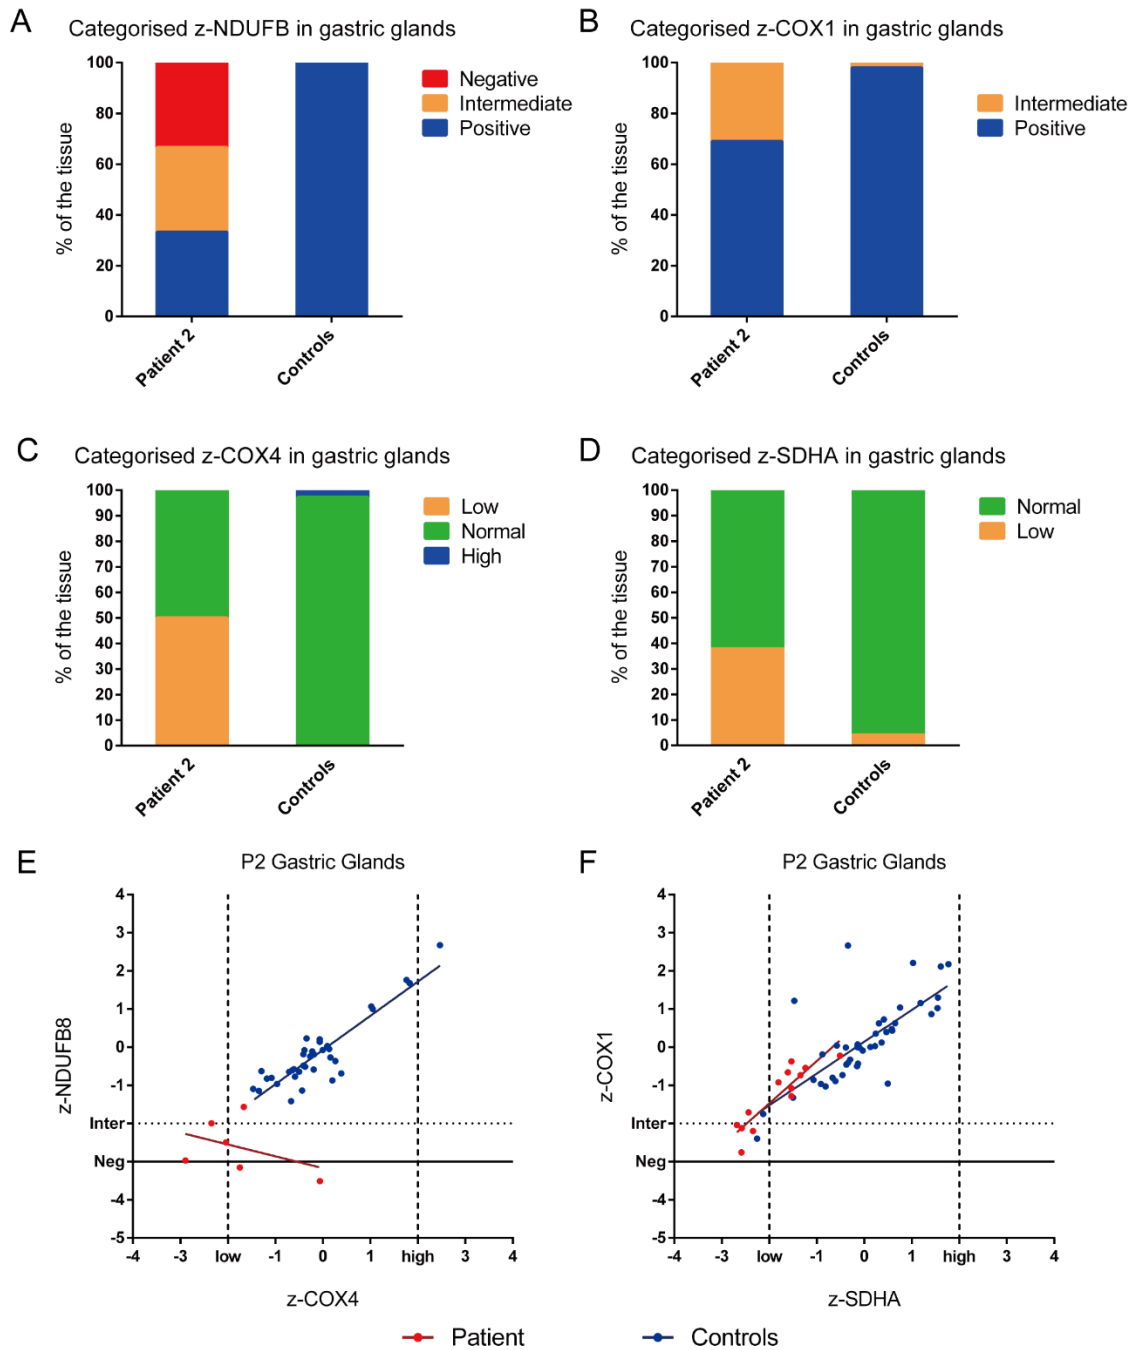 A Categorised z-NDUFB in gastric glands
% of the tissue
100
80
60
40
20
0
Patient 2
Controls
Negative
Intermediate
Positive
B Categorised z-COX1 in gastric glands
% of the tissue
100
80
60
40
20
0
Patient 2
Controls
Intermediate
Positive
C Categorised z-COX4 in gastric glands
% of the tissue
100
90
80
70
60
50
40
30
20
10
0
Patient 2
Controls
Low
Normal
High
D Categorised z-SDHA in gastric glands
% of the tissue
100
90
80
70
60
50
40
30
20
10
0
Patient 2
Controls
Normal
Low
E P2 Gastric Glands
z-NDUFB8
4
3
2
1
0
-1
Inter
Neg
-4
-5
-4 -3 low -1 0 1 high 3 4
z-COX4
F P2 Gastric Glands
z-COX1
4
3
2
1
0
-1
Inter
Neg
-4
-5
-4 -3 low -1 0 1 high 3 4
z-SDHA
Patient Controls